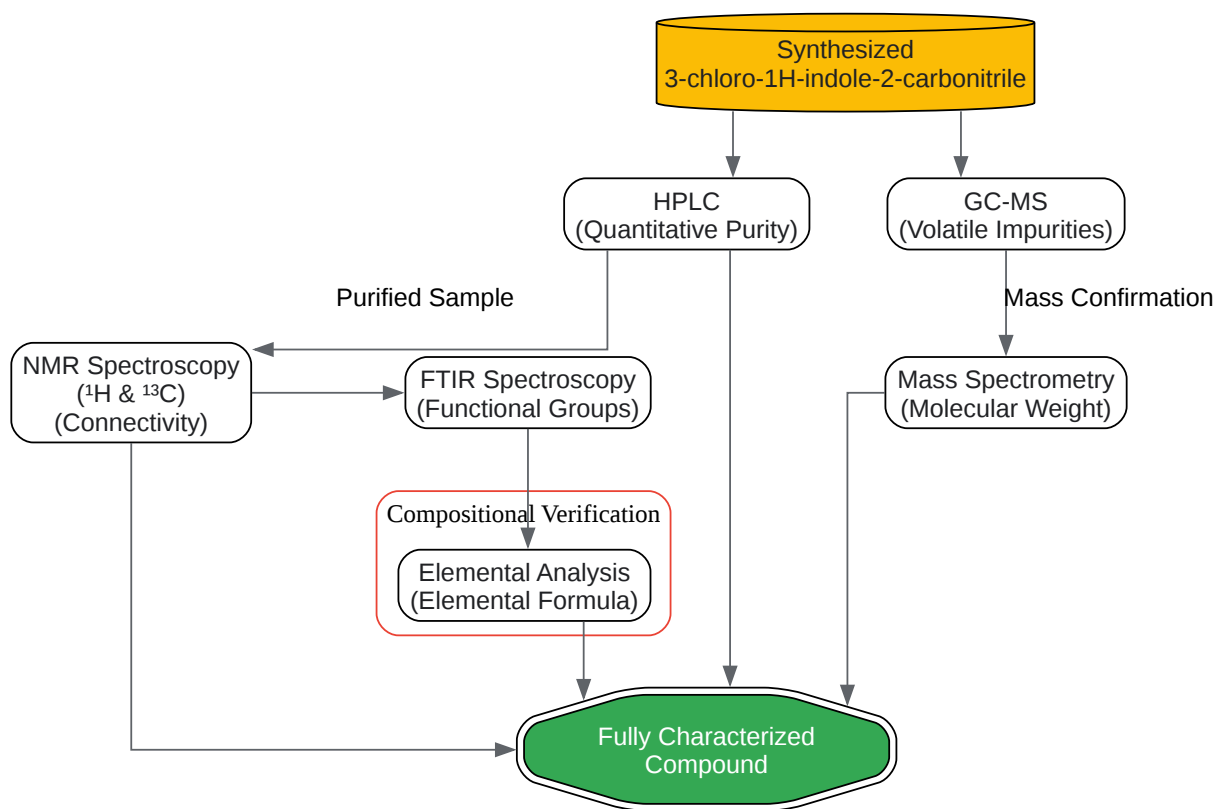 Synthesized
3-chloro-1H-indole-2-carbonitrile
HPLC
(Quantitative Purity)
GC-MS
(Volatile Impurities)
Purified Sample
Mass Confirmation
NMR Spectroscopy
(¹H & ¹³C)
(Connectivity)
FTIR Spectroscopy
(Functional Groups)
Mass Spectrometry
(Molecular Weight)
Compositional Verification
Elemental Analysis
(Elemental Formula)
Fully Characterized
Compound